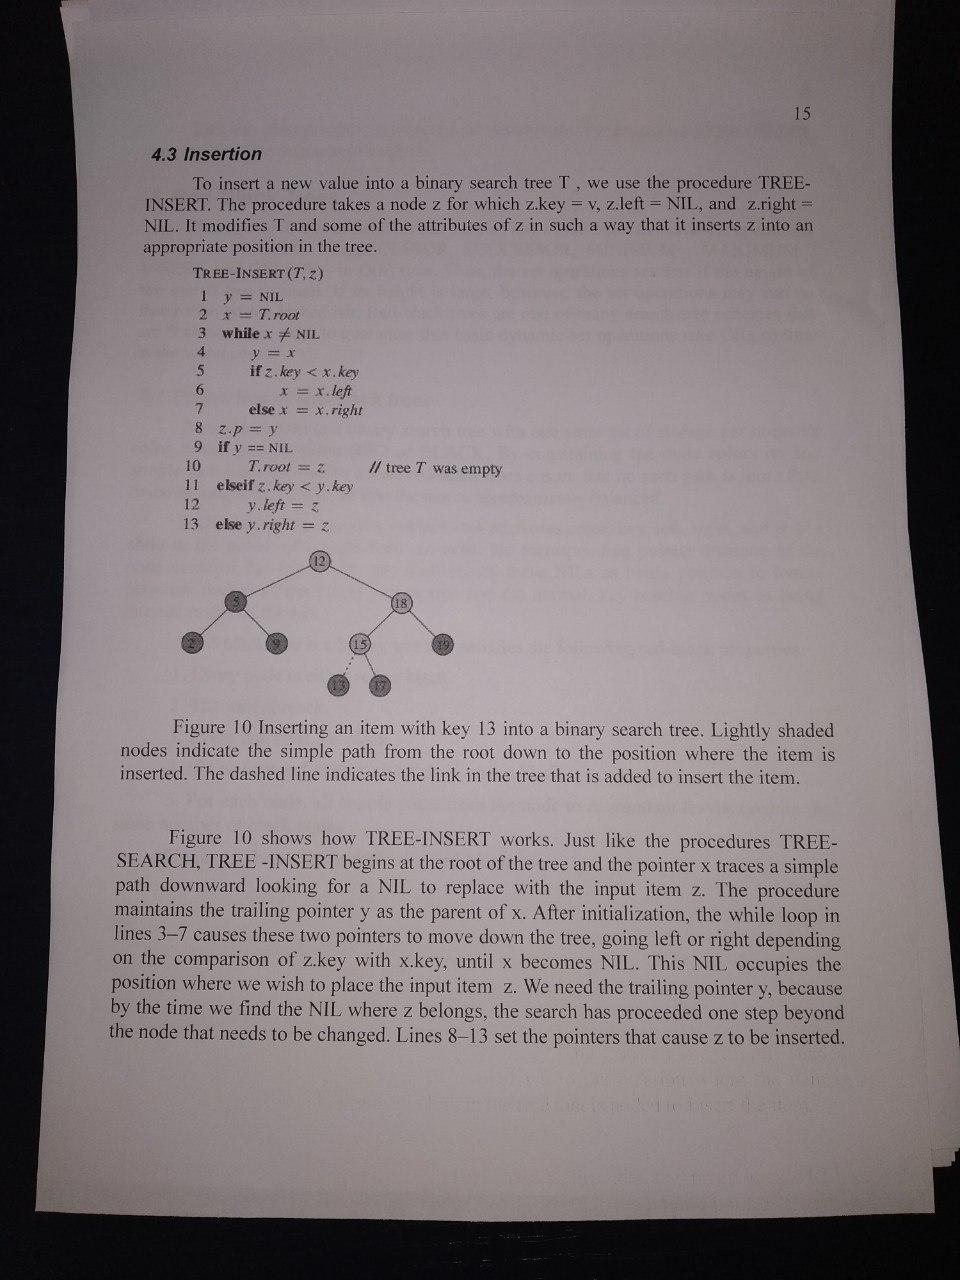 15
4.3 Insertion
To insert a new value into a binary search tree T , we use the procedure TREE-
INSERT. The procedure takes a node z for which z.key = v, z.left = NIL, and z.right =
NIL. It modifies T and some of the attributes of z in such a way that it inserts z into an
appropriate position in the tree.
TREE-INSERT(T, z)
1 y = NIL
2 x = T.root
3 while x ≠ NIL
4 y = x
5 if z.key < x.key
6 x = x.left
7 else x = x.right
8 z.p = y
9 if y == NIL
10 T.root = z // tree T was empty
11 elseif z.key < y.key
12 y.left = z
13 else y.right = z
12
5 18
2 9 15 19
13 17
Figure 10 Inserting an item with key 13 into a binary search tree. Lightly shaded
nodes indicate the simple path from the root down to the position where the item is
inserted. The dashed line indicates the link in the tree that is added to insert the item.
Figure 10 shows how TREE-INSERT works. Just like the procedures TREE-
SEARCH, TREE -INSERT begins at the root of the tree and the pointer x traces a simple
path downward looking for a NIL to replace with the input item z. The procedure
maintains the trailing pointer y as the parent of x. After initialization, the while loop in
lines 3–7 causes these two pointers to move down the tree, going left or right depending
on the comparison of z.key with x.key, until x becomes NIL. This NIL occupies the
position where we wish to place the input item z. We need the trailing pointer y, because
by the time we find the NIL where z belongs, the search has proceeded one step beyond
the node that needs to be changed. Lines 8–13 set the pointers that cause z to be inserted.